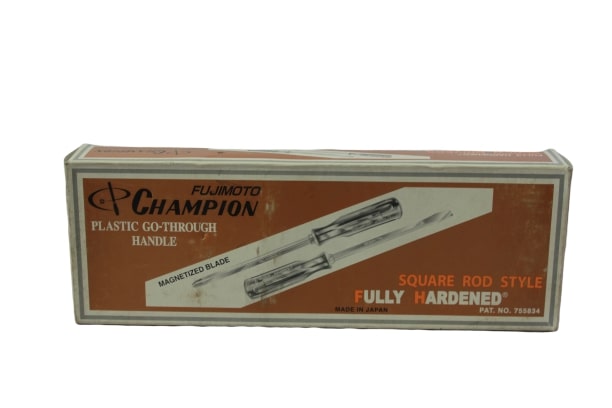 FUJIMOTO
CHAMPION
PLASTIC GO-THROUGH
HANDLE
MAGNETIZED BLADE
SQUARE ROD STYLE
FULLY HARDENED®
MADE IN JAPAN
PAT. NO. 755834